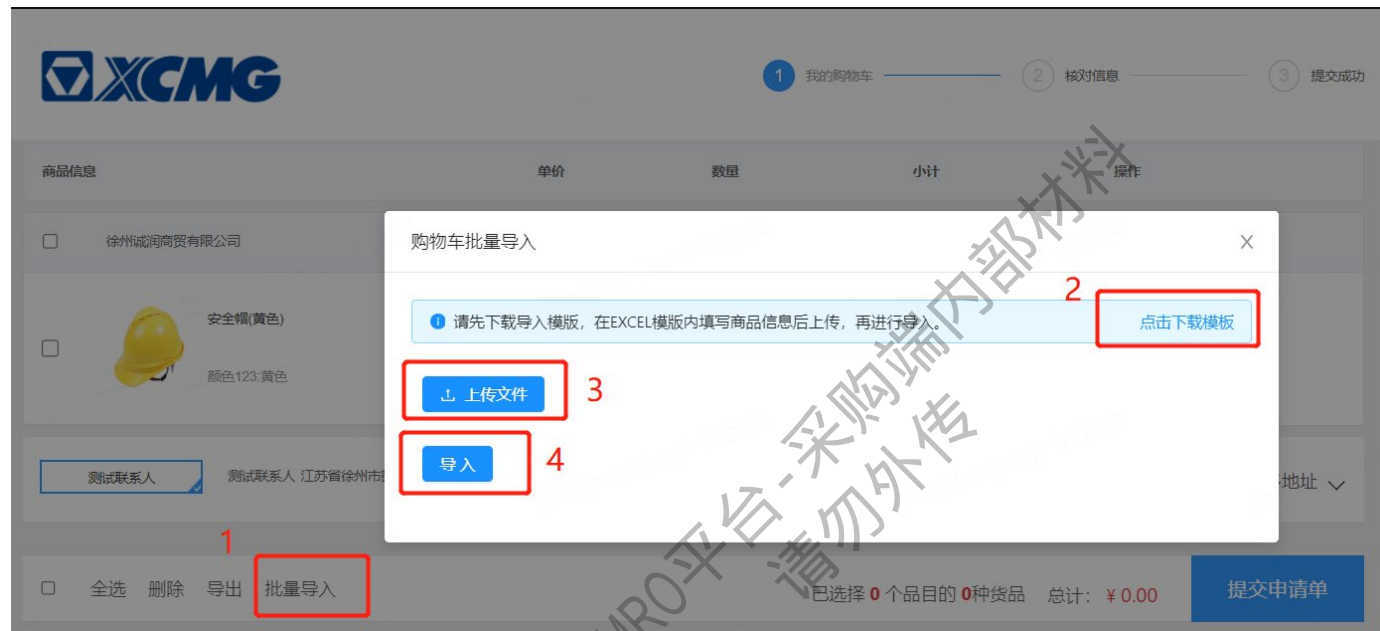 XCMG
1 我的购物车
2 核对信息
3 提交成功
商品信息 单价 数量 小计 操作
徐州诚润商贸有限公司
购物车批量导入
2
安全帽(黄色)
请先下载导入模版，在EXCEL模版内填写商品信息后上传，再进行导入。
点击下载模板
颜色123:黄色
上传文件
3
导入
4
测试联系人
测试联系人 江苏省徐州市
地址
1
全选 删除 导出 批量导入
已选择 0 个品目的 0种货品 总计：￥0.00
提交申请单
MRO平台-采购端内部材料
请勿外传